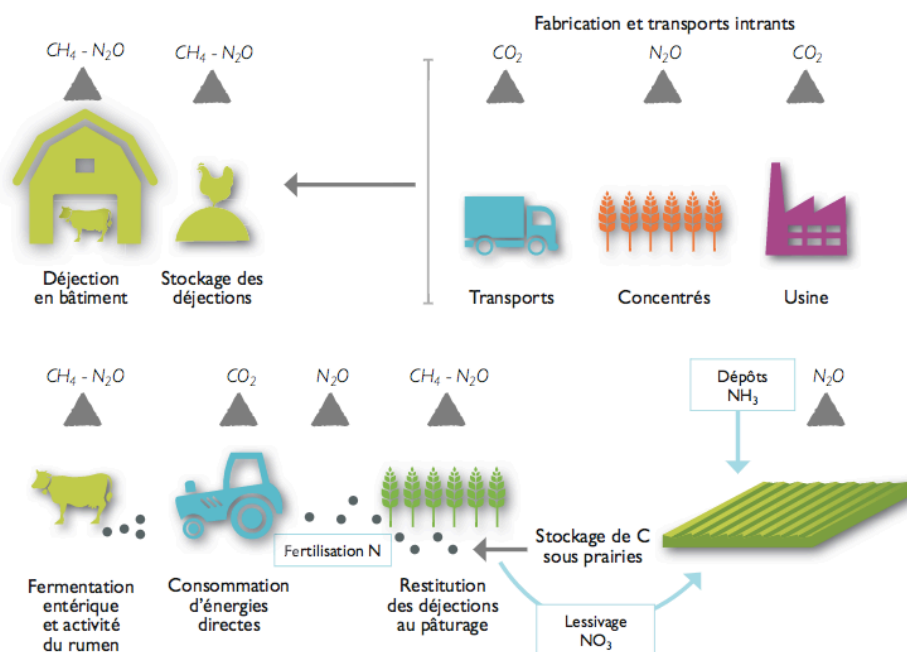 Fabrication et transports intrants
CH₄ - N₂O
CH₄ - N₂O
CO₂
N₂O
CO₂
Déjection
en bâtiment
Stockage des
déjections
Transports
Concentrés
Usine
CH₄ - N₂O
CO₂
N₂O
CH₄ - N₂O
Dépôts
NH₃
N₂O
Fertilisation N
Stockage de C
sous prairies
Fermentation
entérique
et activité
du rumen
Consommation
d'énergies
directes
Restitution
des déjections
au pâturage
Lessivage
NO₃